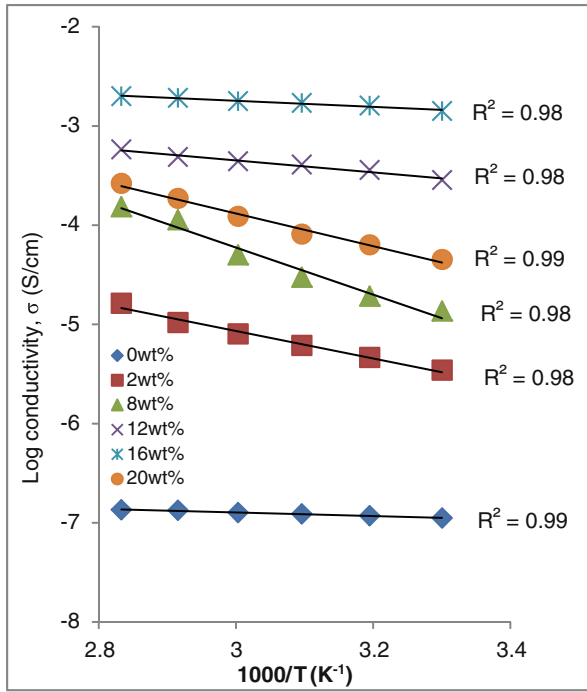 -2
-3
-4
-5
-6
-7
-8
Log conductivity, σ (S/cm)
R² = 0.98
R² = 0.98
R² = 0.99
R² = 0.98
R² = 0.98
R² = 0.99
0wt%
2wt%
8wt%
12wt%
16wt%
20wt%
2.8 3 3.2 3.4
1000/T (K⁻¹)